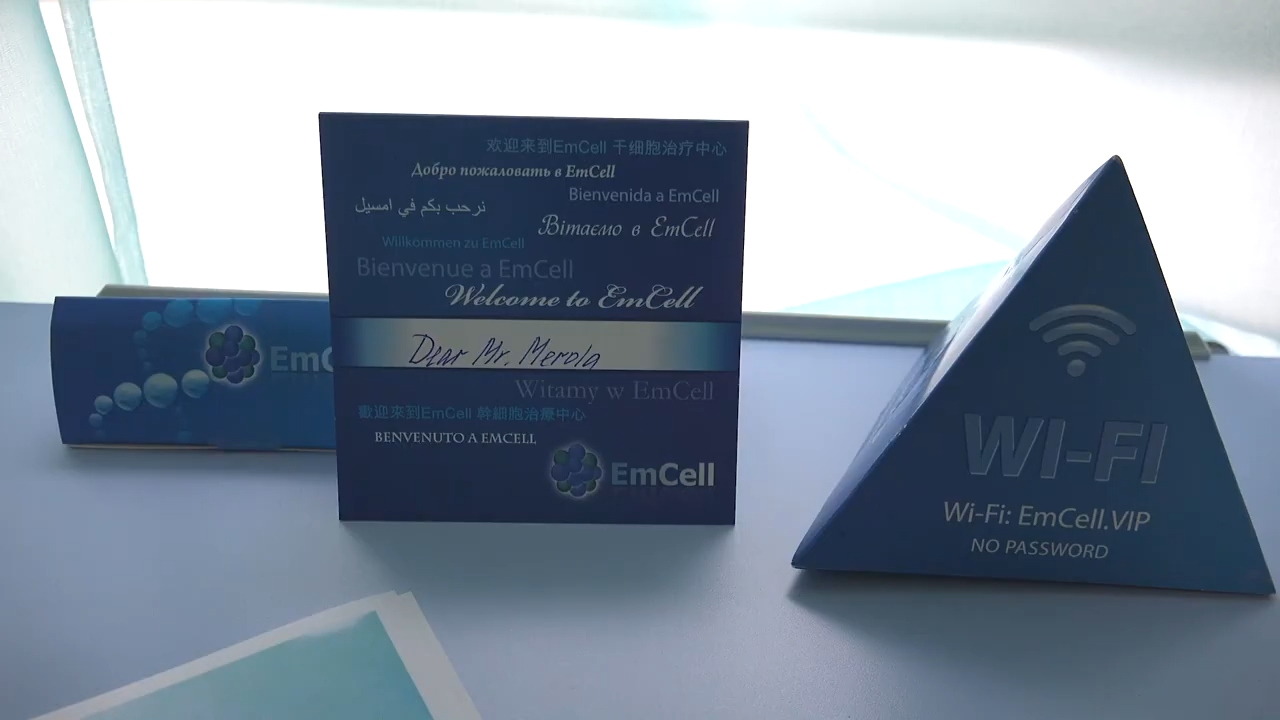 欢迎来到EmCell 干细胞治疗中心
Добро пожаловать в EmCell
Bienvenida a EmCell
نرحب بكم في امسيل
Вітаємо в EmCell
Willkommen zu EmCell
Bienvenue a EmCell
Welcome to EmCell
Dear Mr. Merola
Witamy w EmCell
歡迎來到EmCell 幹細胞治療中心
BENVENUTO A EMCELL
EmCell
EmC
WI-FI
Wi-Fi: EmCell.VIP
NO PASSWORD